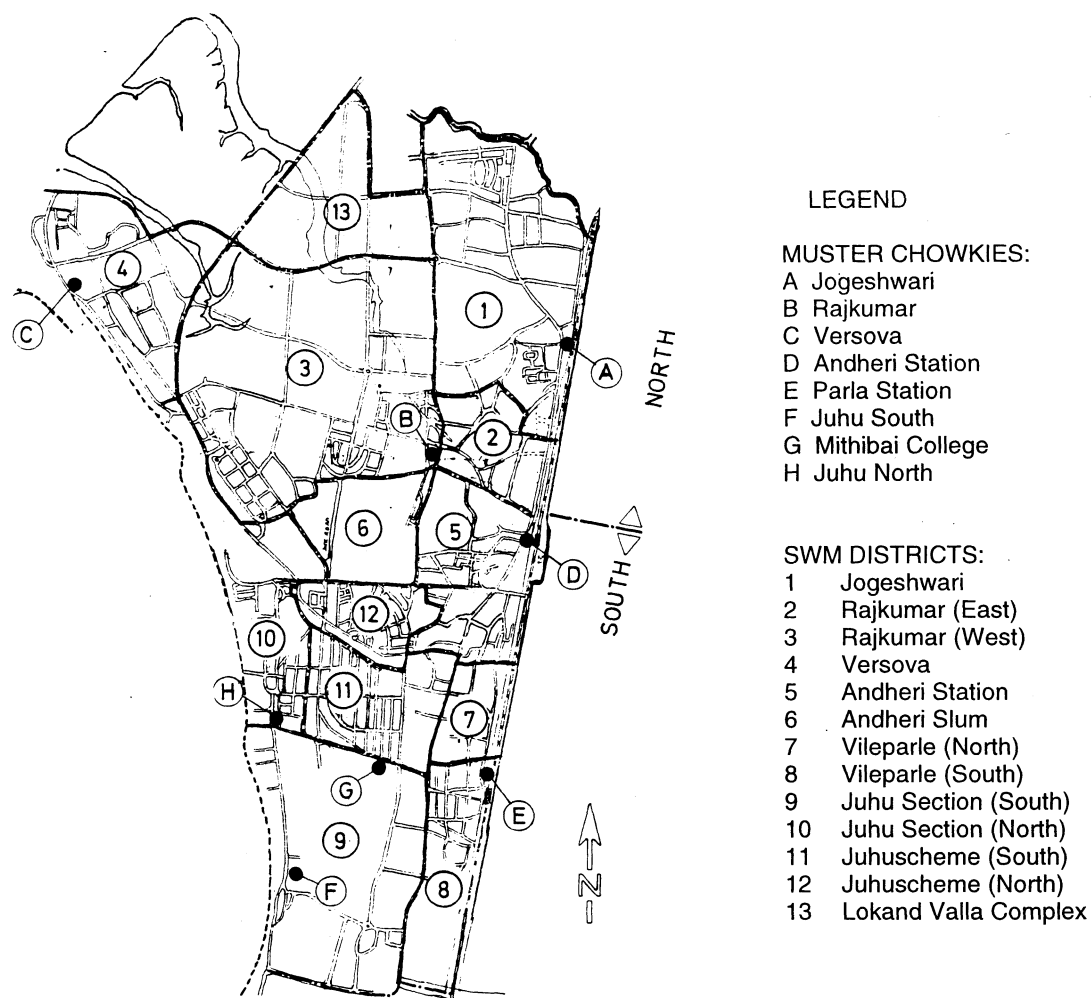 13
4
1
C
3
A
NORTH
B
2
6
5
D
SOUTH
12
10
11
H
7
G
E
9
8
F
N
LEGEND
MUSTER CHOWKIES:
A Jogeshwari
B Rajkumar
C Versova
D Andheri Station
E Parla Station
F Juhu South
G Mithibai College
H Juhu North
SWM DISTRICTS:
1 Jogeshwari
2 Rajkumar (East)
3 Rajkumar (West)
4 Versova
5 Andheri Station
6 Andheri Slum
7 Vileparle (North)
8 Vileparle (South)
9 Juhu Section (South)
10 Juhu Section (North)
11 Juhuscheme (South)
12 Juhuscheme (North)
13 Lokand Valla Complex